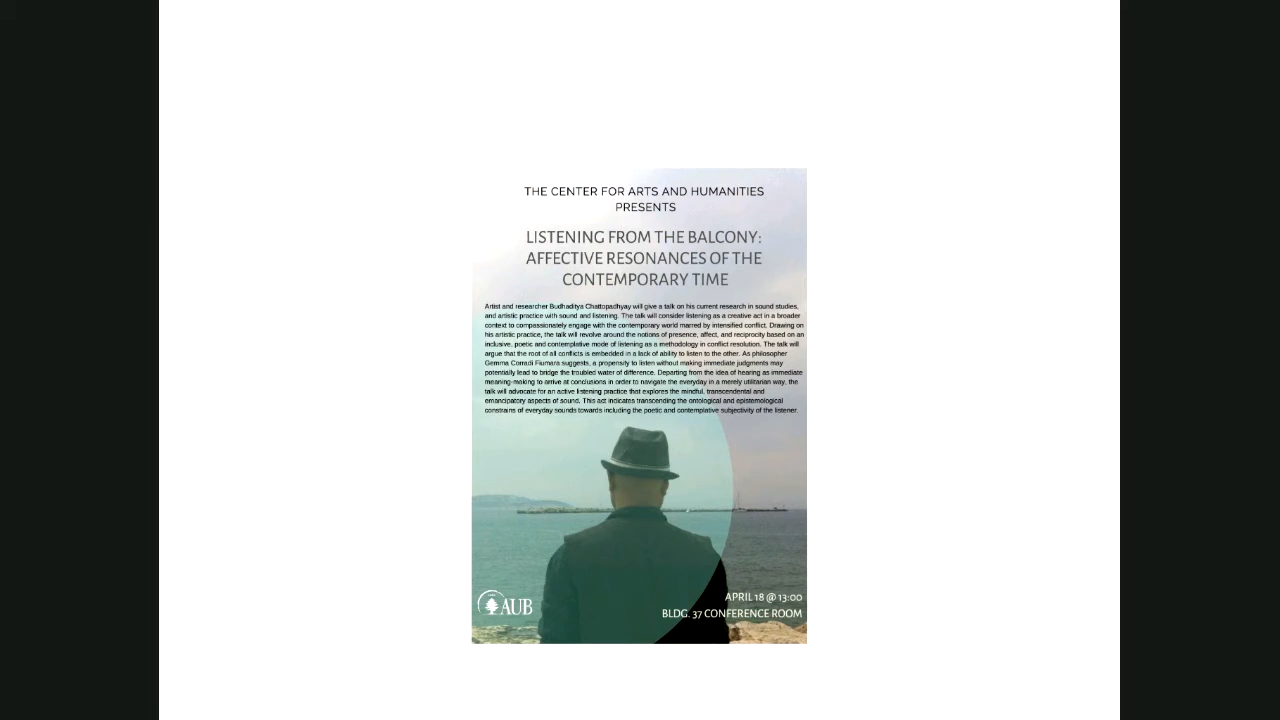 THE CENTER FOR ARTS AND HUMANITIES
PRESENTS
LISTENING FROM THE BALCONY:
AFFECTIVE RESONANCES OF THE
CONTEMPORARY TIME
Artist and researcher Budhaditya Chattopadhyay will give a talk on his current research in sound studies,
and artistic practice with sound and listening. The talk will consider listening as a creative act in a broader
context to compassionately engage with the contemporary world marred by intensified conflict. Drawing on
his artistic practice, the talk will revolve around the notions of presence, affect, and reciprocity based on an
inclusive, poetic and contemplative mode of listening as a methodology in conflict resolution. The talk will
argue that the root of all conflicts is embedded in a lack of ability to listen to the other. As philosopher
Gemma Corradi Fiumara suggests, a propensity to listen without making immediate judgments may
potentially lead to bridge the troubled water of difference. Departing from the idea of hearing as immediate
meaning-making to arrive at conclusions in order to navigate the everyday in a merely utilitarian way, the
talk will advocate for an active listening practice that explores the mindful, transcendental and
emancipatory aspects of sound. This act indicates transcending the ontological and epistemological
constrains of everyday sounds towards including the poetic and contemplative subjectivity of the listener.
AUB
APRIL 18 @ 13:00
BLDG. 37 CONFERENCE ROOM